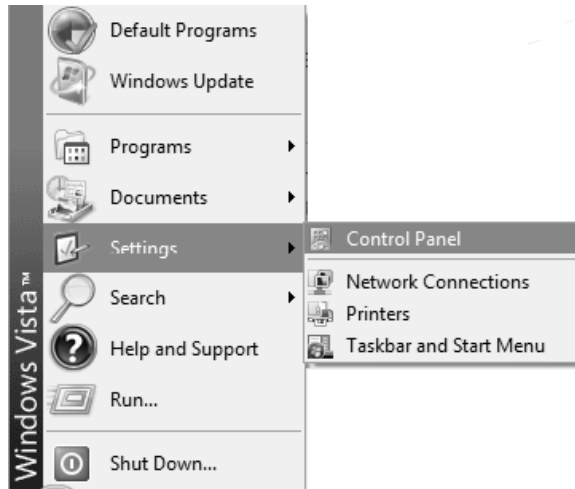 Default Programs
Windows Update
Programs
Documents
Settings
Control Panel
Network Connections
Printers
Taskbar and Start Menu
Search
Help and Support
Run...
Shut Down...
Windows Vista™